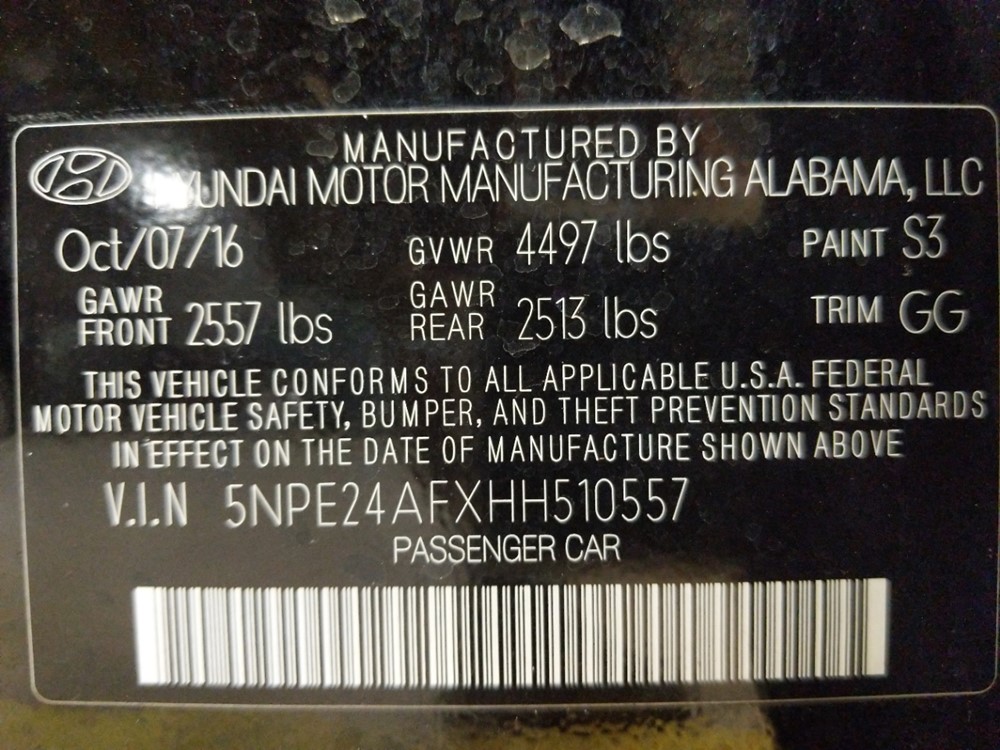 MANUFACTURED BY
HYUNDAI MOTOR MANUFACTURING ALABAMA, LLC
Oct/07/16 GVWR 4497 lbs PAINT S3
GAWR FRONT 2557 lbs GAWR REAR 2513 lbs TRIM GG
THIS VEHICLE CONFORMS TO ALL APPLICABLE U.S.A. FEDERAL
MOTOR VEHICLE SAFETY, BUMPER, AND THEFT PREVENTION STANDARDS
IN EFFECT ON THE DATE OF MANUFACTURE SHOWN ABOVE
V.I.N 5NPE24AFXHH510557
PASSENGER CAR